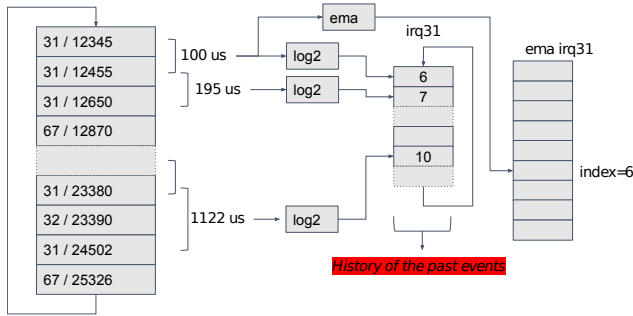 31 / 12345
31 / 12455
31 / 12650
67 / 12870
31 / 23380
32 / 23390
31 / 24502
67 / 25326
100 us
195 us
1122 us
ema
log2
log2
log2
irq31
6
7
10
History of the past events
ema irq31
index=6